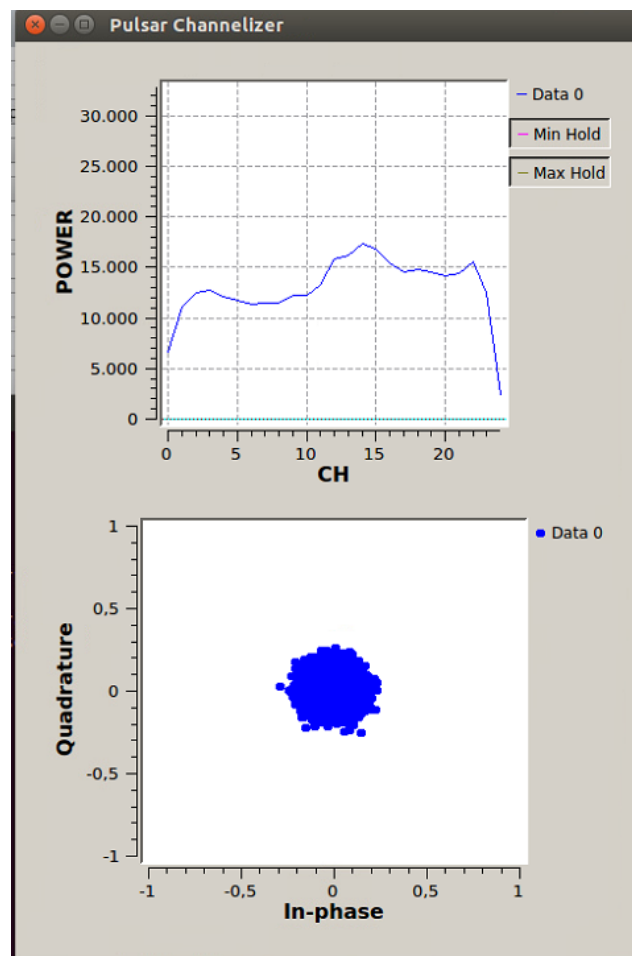 Pulsar Channelizer
Data 0
Min Hold
Max Hold
30.000
25.000
20.000
15.000
10.000
5.000
0
POWER
0 5 10 15 20
CH
Data 0
1
0,5
0
-0,5
-1
Quadrature
-1 -0,5 0 0,5 1
In-phase